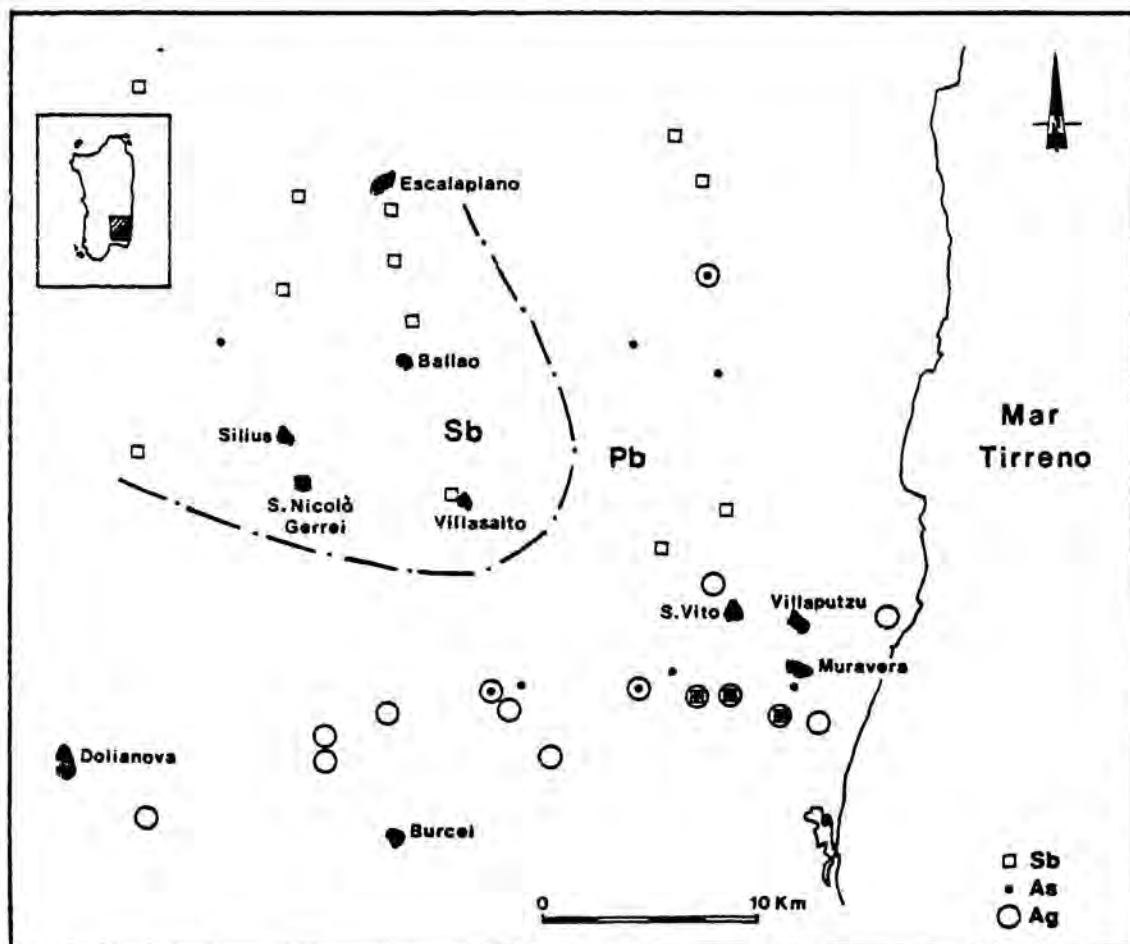 Escalaplano
Ballao
Silius
Sb
Pb
Mar
Tirreno
S. Nicolò
Gerrei
Villasalto
S. Vito
Villaputzu
Muravera
Dolianova
Burcei
Sb
As
Ag
0 10 Km